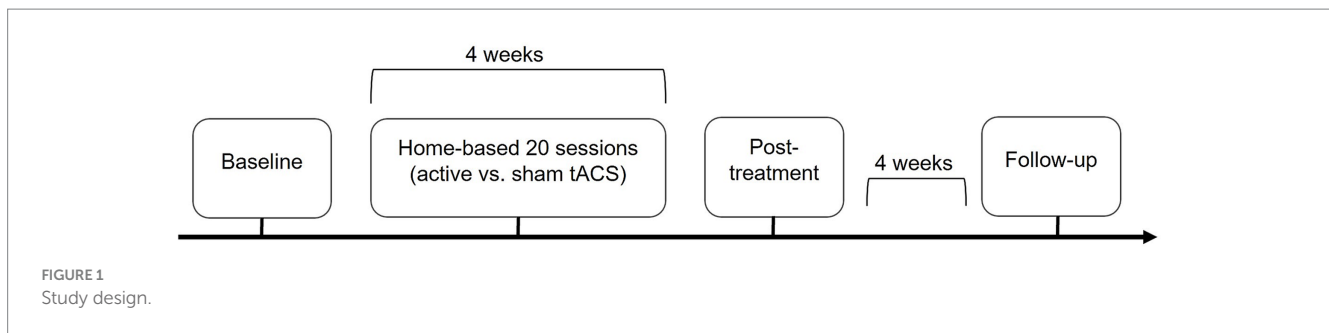 4 weeks
Baseline
Home-based 20 sessions
(active vs. sham tACS)
Post-
treatment
4 weeks
Follow-up
FIGURE 1
Study design.